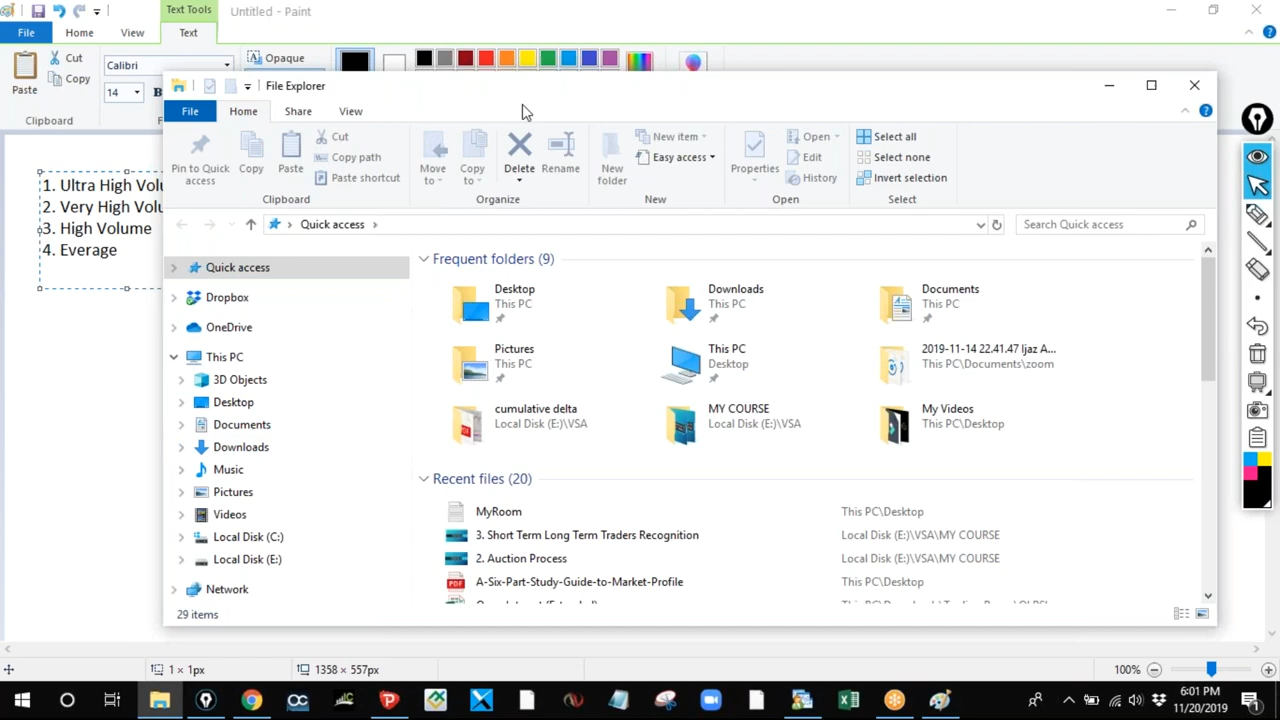 Text Tools
Untitled - Paint
File
Home
View
Text
Paste
Cut
Copy
Clipboard
Calibri
14
B
Opaque
File Explorer
File
Home
Share
View
Pin to Quick access
Copy
Paste
Cut
Copy path
Paste shortcut
Clipboard
Move to
Copy to
Delete
Rename
Organize
New folder
New item
Easy access
New
Properties
Open
Edit
History
Open
Select all
Select none
Invert selection
Select
Quick access
Search Quick access
1. Ultra High Volu
2. Very High Volu
3. High Volume
4. Everage
Quick access
Dropbox
OneDrive
This PC
3D Objects
Desktop
Documents
Downloads
Music
Pictures
Videos
Local Disk (C:)
Local Disk (E:)
Network
Frequent folders (9)
Desktop
This PC
Downloads
This PC
Documents
This PC
Pictures
This PC
This PC
Desktop
2019-11-14 22.41.47 Ijaz A...
This PC\Documents\zoom
cumulative delta
Local Disk (E:)\VSA
MY COURSE
Local Disk (E:)\VSA
My Videos
This PC\Desktop
Recent files (20)
MyRoom
This PC\Desktop
3. Short Term Long Term Traders Recognition
Local Disk (E:)\VSA\MY COURSE
2. Auction Process
Local Disk (E:)\VSA\MY COURSE
PDF
A-Six-Part-Study-Guide-to-Market-Profile
This PC\Desktop
29 items
1 × 1px
1358 × 557px
100%
6:01 PM
11/20/2019